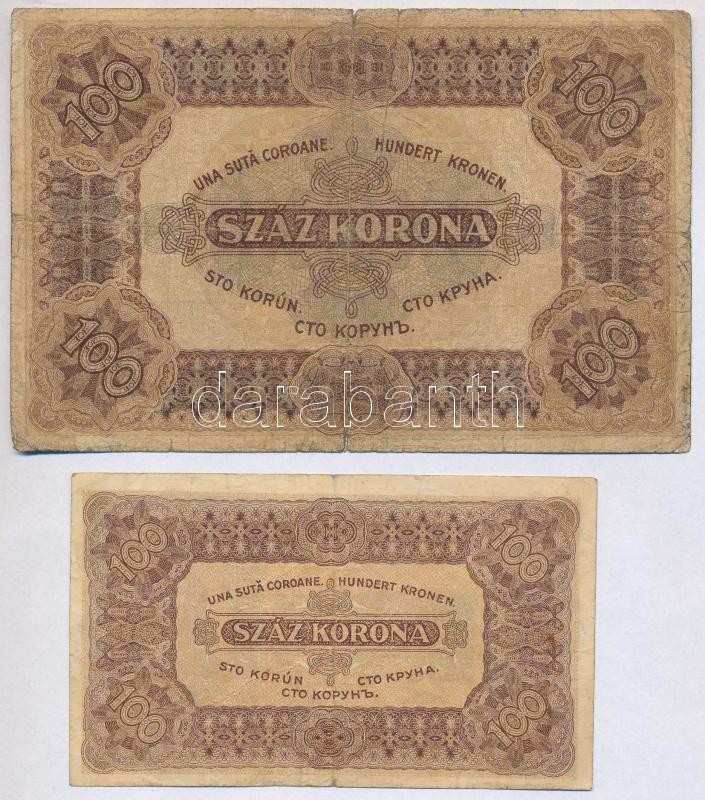 100 100
UNA SUTĂ COROANE. HUNDERT KRONEN.
SZÁZ KORONA
STO KORÚN. СТО КРУНА.
СТО КОРУНЪ.
100 100
darabanth
100 100
UNA SUTĂ COROANE. HUNDERT KRONEN.
SZÁZ KORONA
STO KORÚN СТО КРУНА.
СТО КОРУНЪ.
100 100